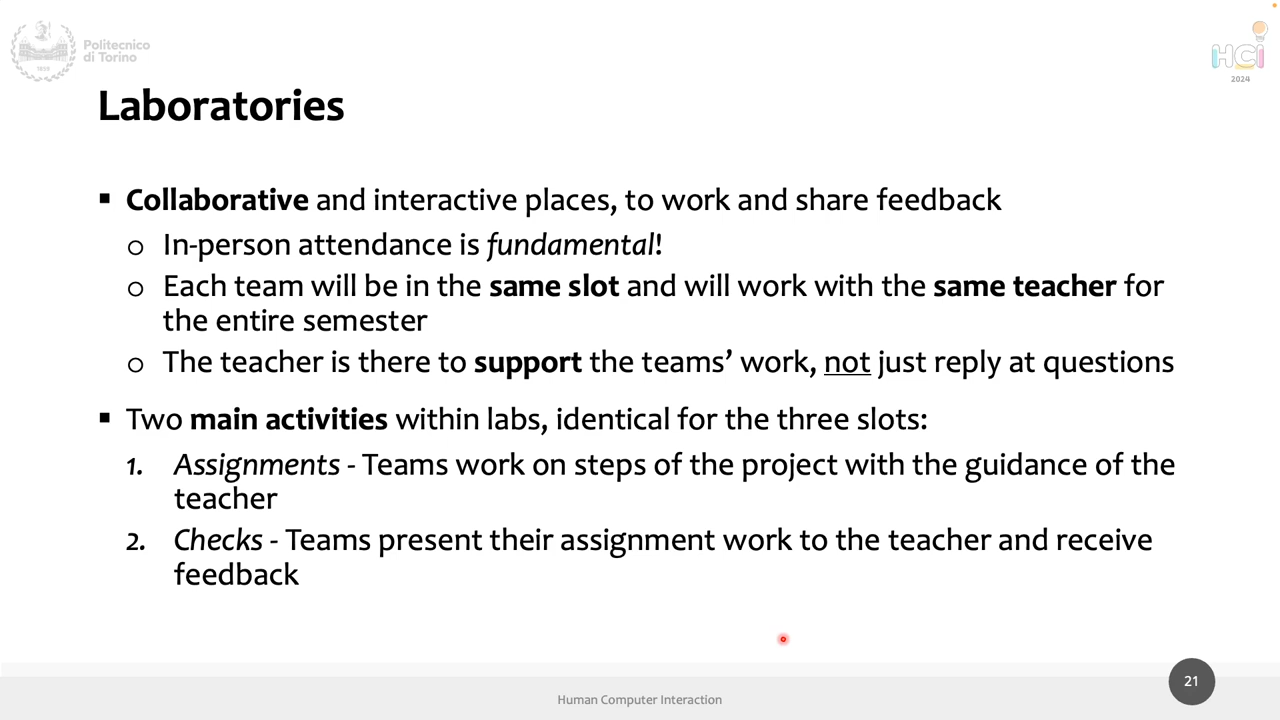 Politecnico
di Torino
1859
HCI
2024
Laboratories
▪ Collaborative and interactive places, to work and share feedback
o In-person attendance is fundamental!
o Each team will be in the same slot and will work with the same teacher for
the entire semester
o The teacher is there to support the teams’ work, not just reply at questions
▪ Two main activities within labs, identical for the three slots:
1. Assignments - Teams work on steps of the project with the guidance of the
teacher
2. Checks - Teams present their assignment work to the teacher and receive
feedback
Human Computer Interaction
21